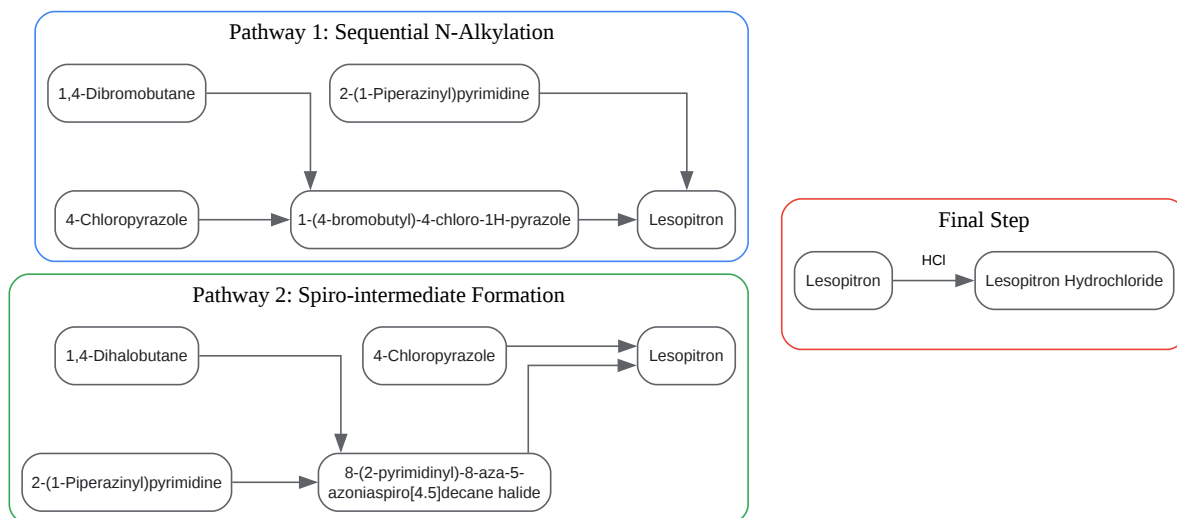 Pathway 1: Sequential N-Alkylation
1,4-Dibromobutane
2-(1-Piperazinyl)pyrimidine
4-Chloropyrazole
1-(4-bromobutyl)-4-chloro-1H-pyrazole
Lesopitron
Pathway 2: Spiro-intermediate Formation
1,4-Dihalobutane
4-Chloropyrazole
Lesopitron
2-(1-Piperazinyl)pyrimidine
8-(2-pyrimidinyl)-8-aza-5-
azoniaspiro[4.5]decane halide
Final Step
Lesopitron
HCl
Lesopitron Hydrochloride